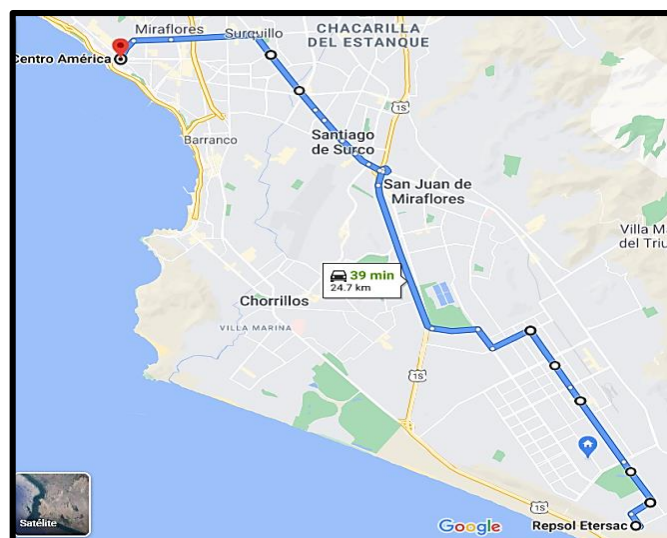 CHACARILLA
DEL ESTANQUE
Miraflores
Surquillo
Centro América
1S
Santiago
de Surco
Barranco
San Juan de
Miraflores
Villa Ma
del Triu
39 min
24.7 km
Chorrillos
VILLA MARINA
1S
1S
Google
Repsol Etersac
Satélite